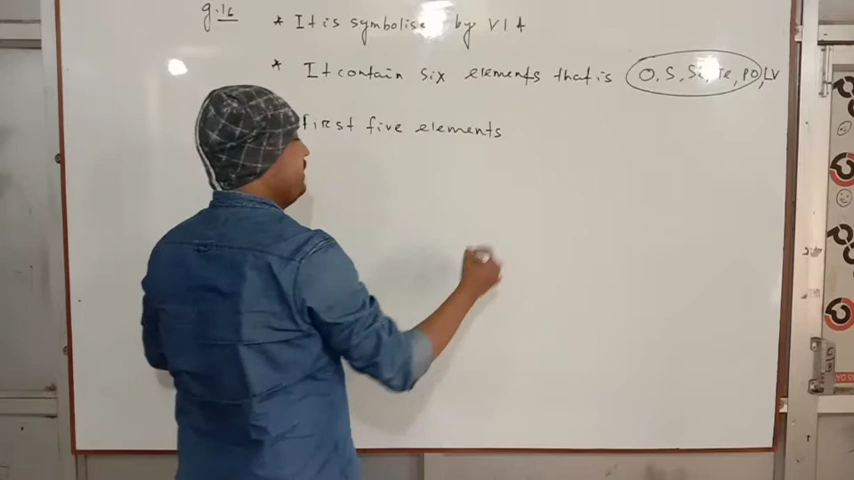 g.16 * It is symbolise by VIA
* It contain six elements that is O, S, Se, Te, PO, LV
First five elements